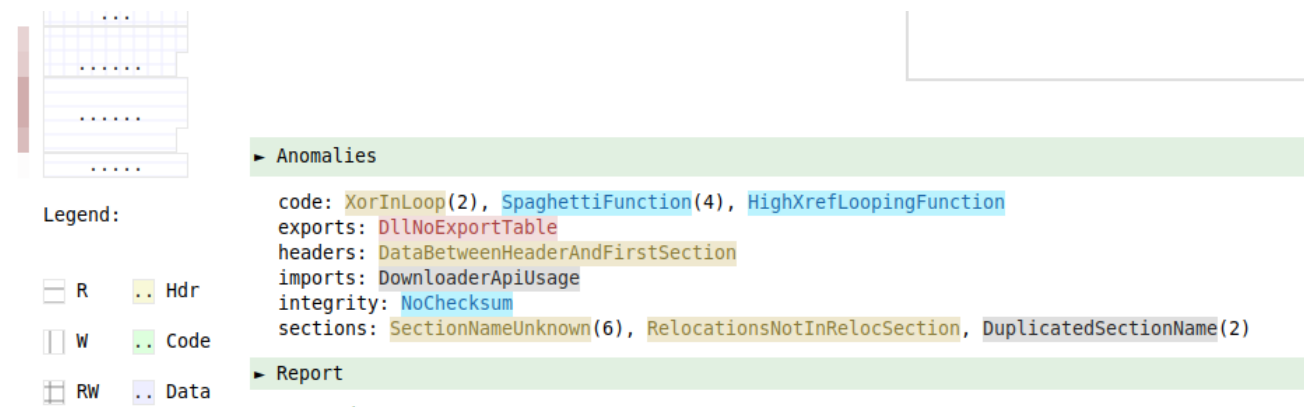 ...
......
......
.....
Legend:
R .. Hdr
W .. Code
RW .. Data
► Anomalies
code: XorInLoop(2), SpaghettiFunction(4), HighXrefLoopingFunction
exports: DllNoExportTable
headers: DataBetweenHeaderAndFirstSection
imports: DownloaderApiUsage
integrity: NoChecksum
sections: SectionNameUnknown(6), RelocationsNotInRelocSection, DuplicatedSectionName(2)
► Report